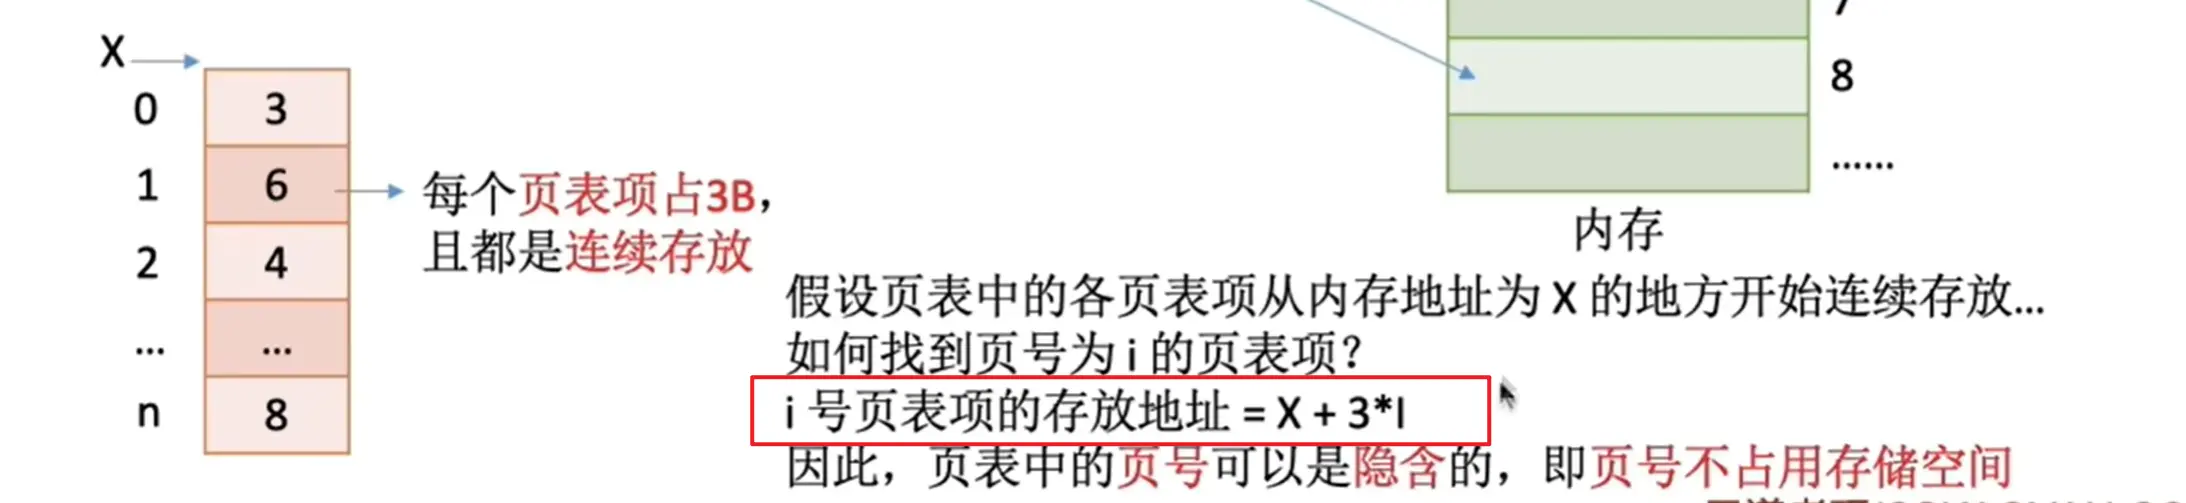 X
0 3
1 6
2 4
... ...
n 8
每个页表项占3B，
且都是连续存放
7
8
……
内存
假设页表中的各页表项从内存地址为 X 的地方开始连续存放...
如何找到页号为 i 的页表项？
i 号页表项的存放地址 = X + 3*I
因此，页表中的页号可以是隐含的，即页号不占用存储空间